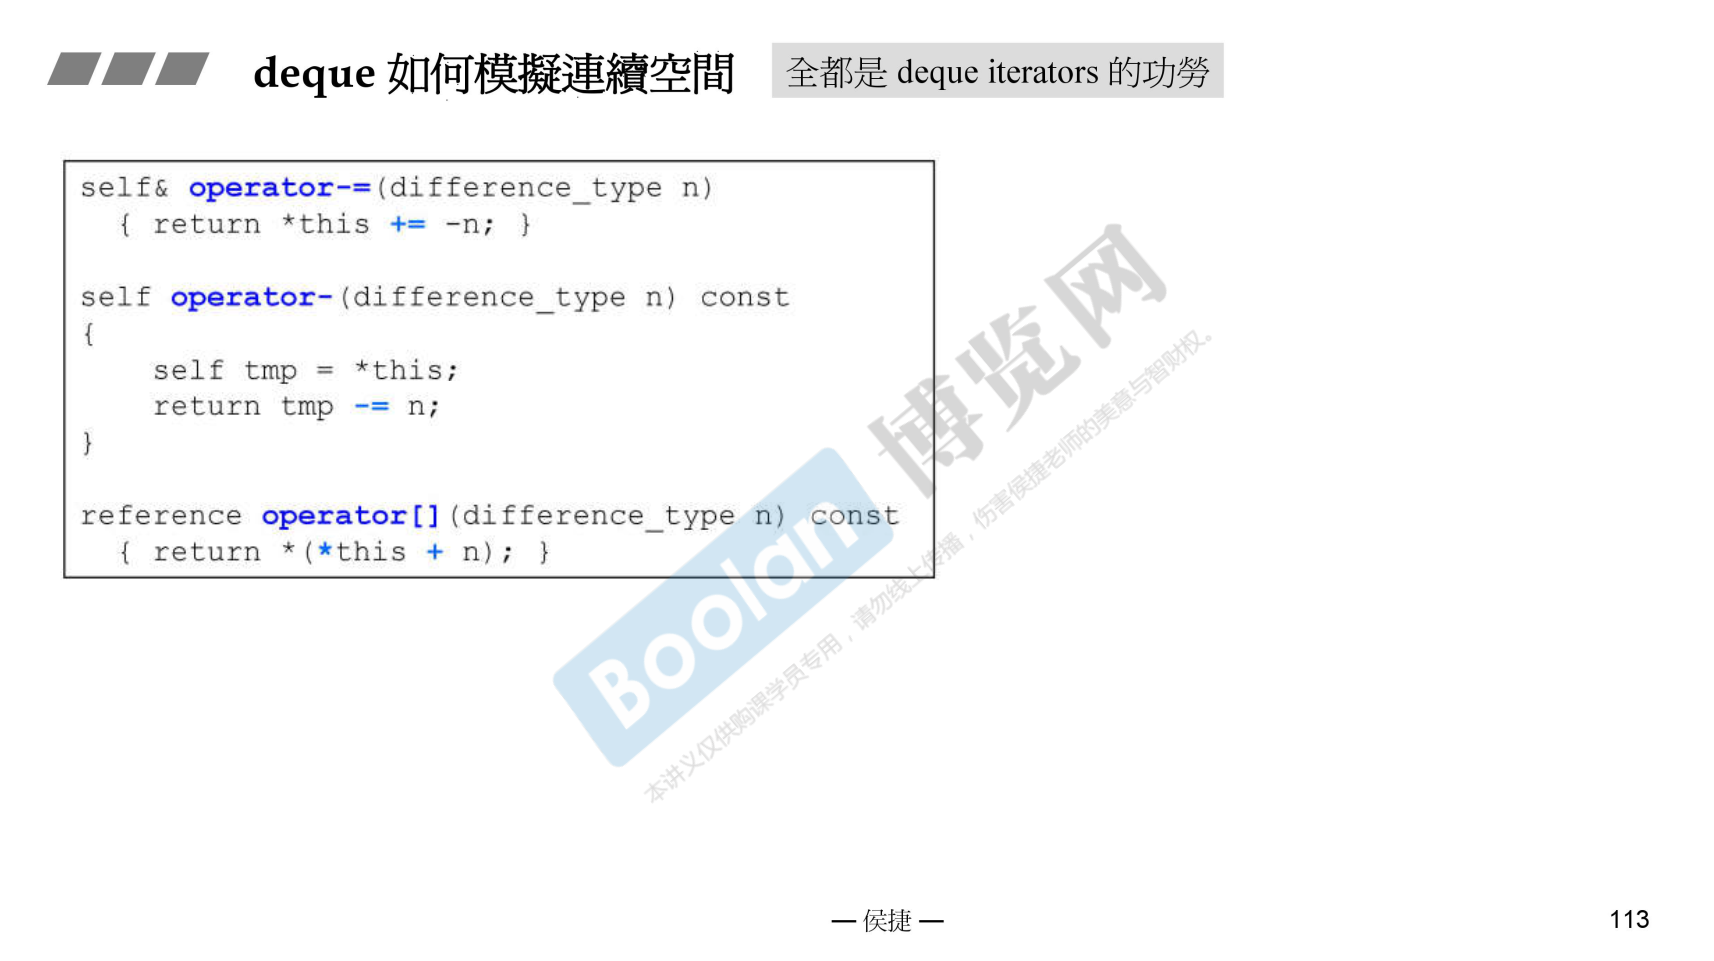 deque 如何模擬連續空間
全都是 deque iterators 的功勞
self& operator-=(difference_type n)
{ return *this += -n; }
self operator-(difference_type n) const
{
self tmp = *this;
return tmp -= n;
}
reference operator[](difference_type n) const
{ return *(*this + n); }
Boolan 博览网
本讲义仅供购课学员专用，请勿线上传播，伤害侯捷老师的美意与智财权。
— 侯捷 —
113